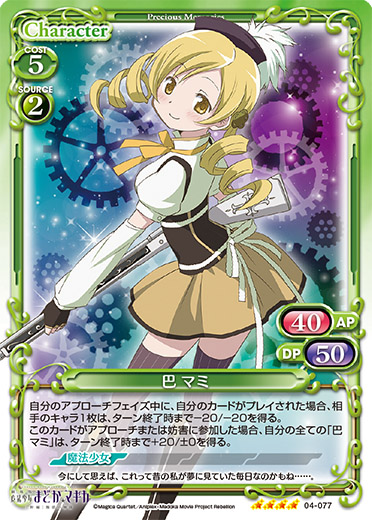 Precious Memories
Character
COST
5
SOURCE
2
40 AP
DP 50
巴 マミ
自分のアプローチフェイズ中に、自分のカードがプレイされた場合、相
手のキャラ1枚は、ターン終了時まで-20/-20を得る。
このカードがアプローチまたは妨害に参加した場合、自分の全ての「巴
マミ」は、ターン終了時まで+20/±0を得る。
魔法少女
今にして思えば、これって昔の私が夢に見ていた毎日なのかもね……。
まどか☆マギカ
©Magica Quartet/Aniplex・Madoka Movie Project Rebellion
04-077